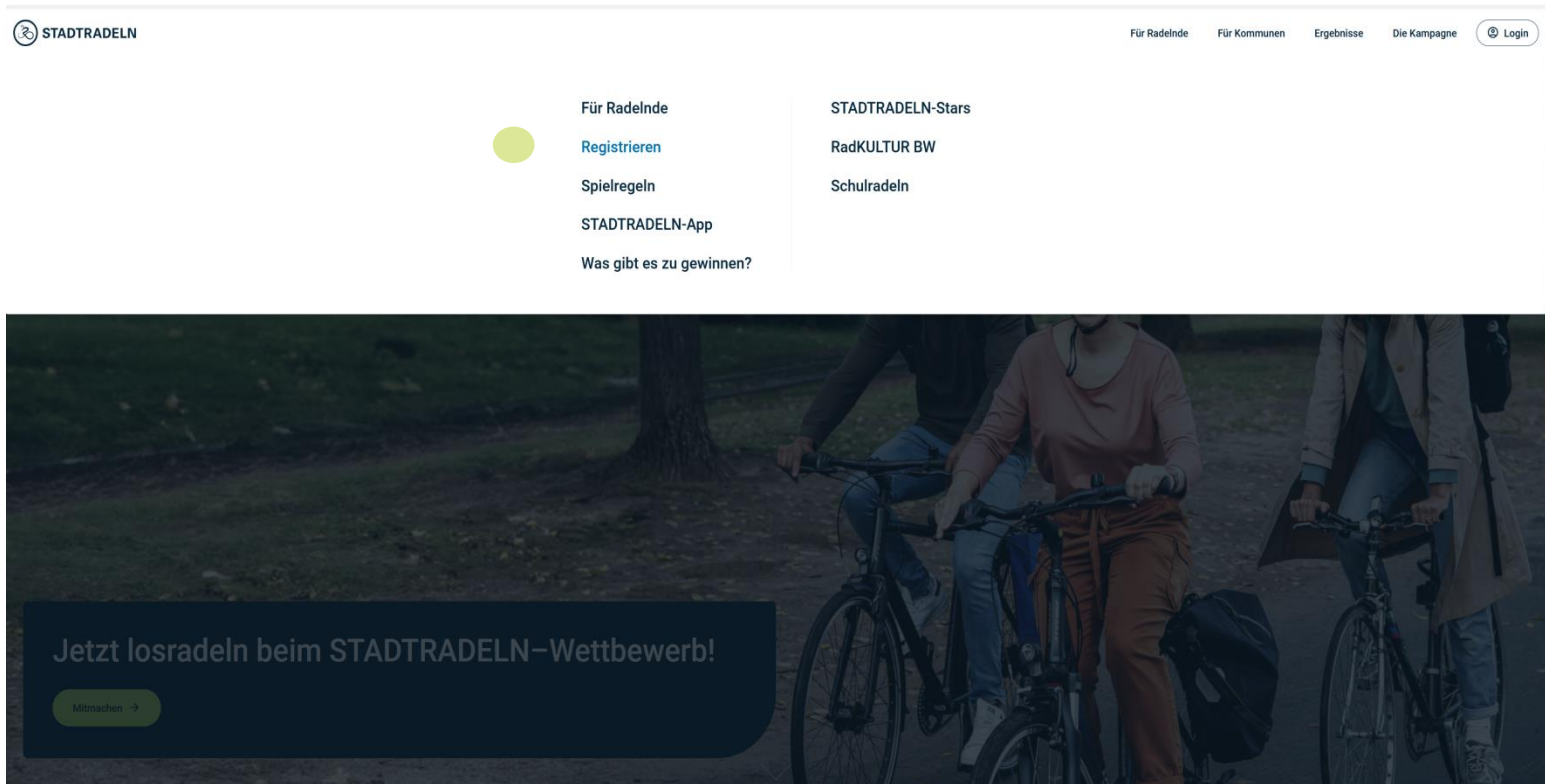 STADTRADELN
Für Radelnde
Für Kommunen
Ergebnisse
Die Kampagne
Login
Für Radelnde
Registrieren
Spielregeln
STADTRADELN-App
Was gibt es zu gewinnen?
STADTRADELN-Stars
RadKULTUR BW
Schulradeln
Jetzt losradeln beim STADTRADELN–Wettbewerb!
Mitmachen →